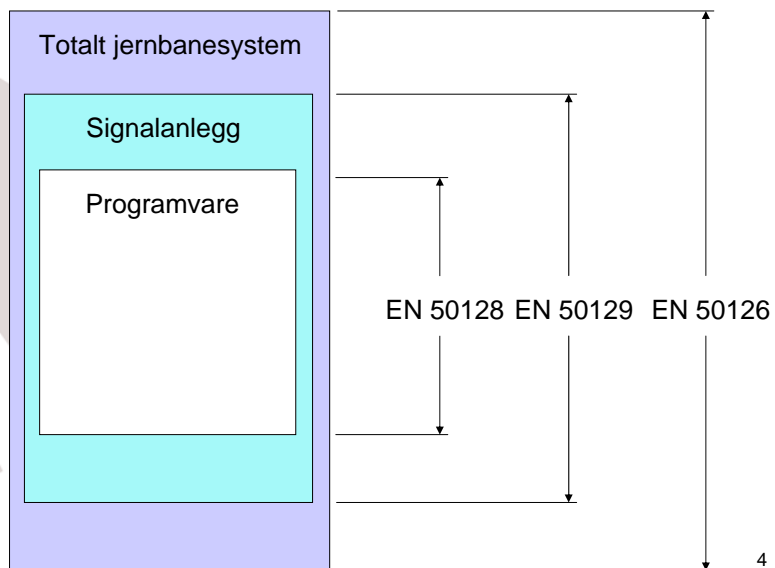 Totalt jernbanesystem
Signalanlegg
Programvare
EN 50128 EN 50129 EN 50126
4